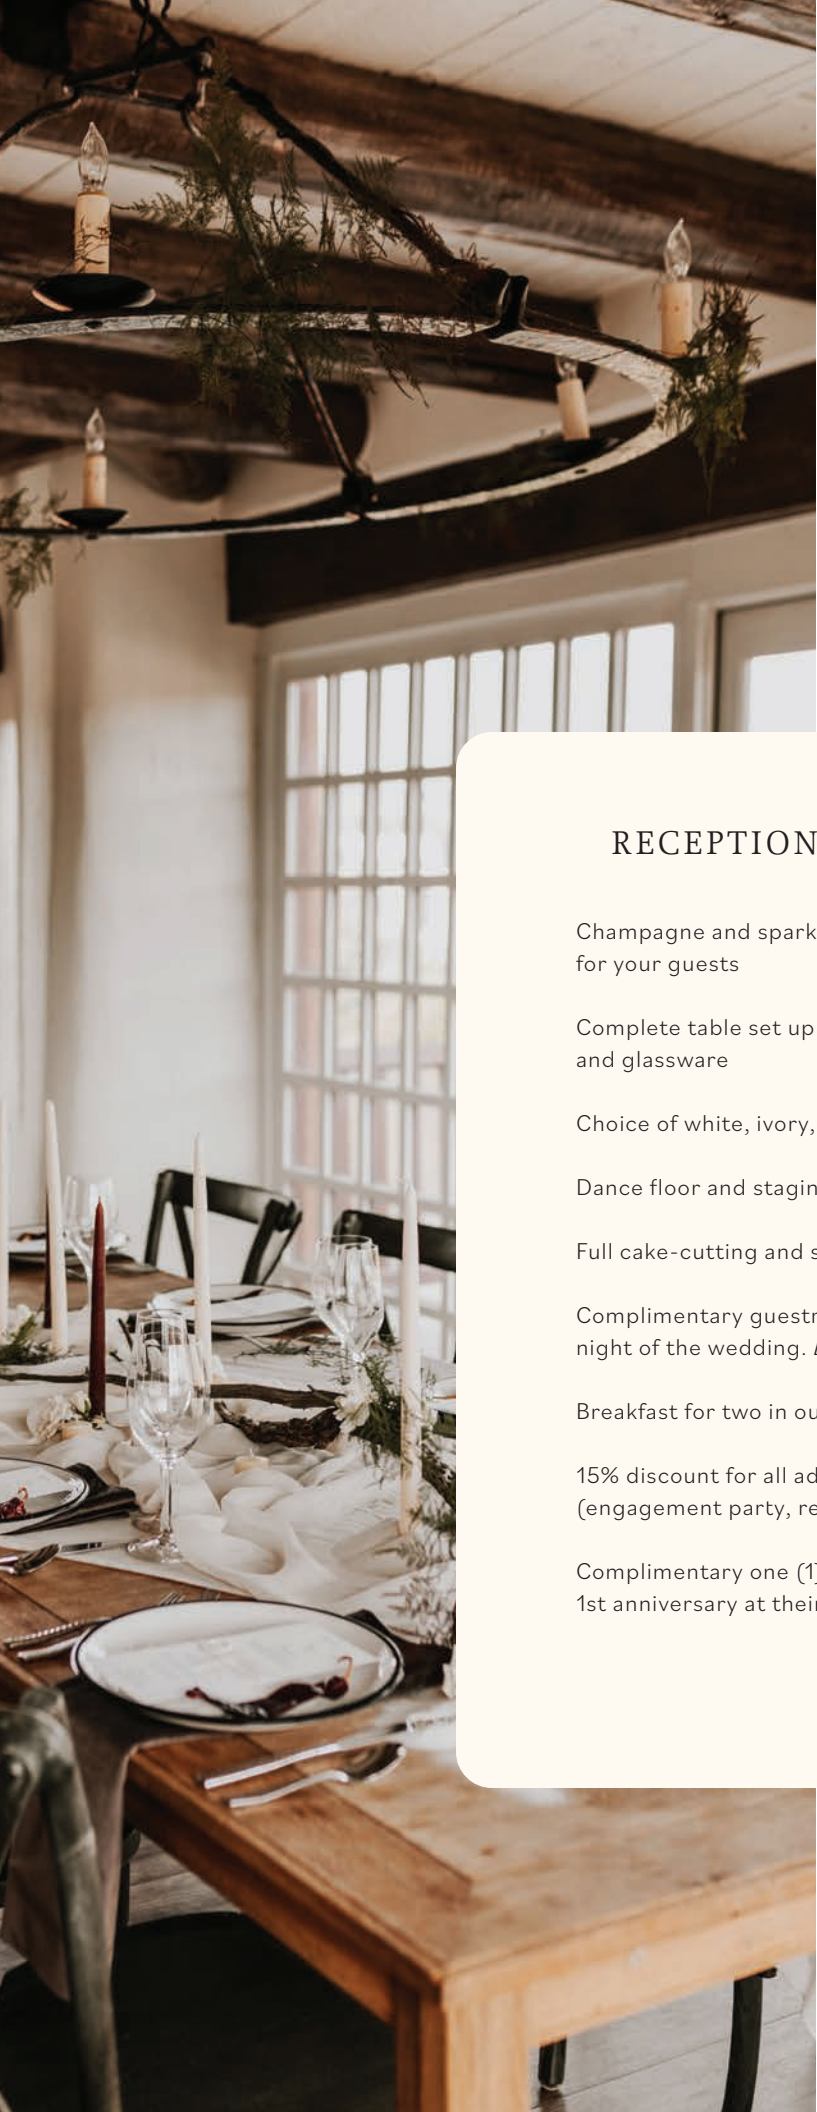 RECEPTION
Champagne and spark
for your guests
Complete table set up
and glassware
Choice of white, ivory,
Dance floor and stagin
Full cake-cutting and s
Complimentary guestr
night of the wedding.
Breakfast for two in ou
15% discount for all ad
(engagement party, re
Complimentary one (1)
1st anniversary at their